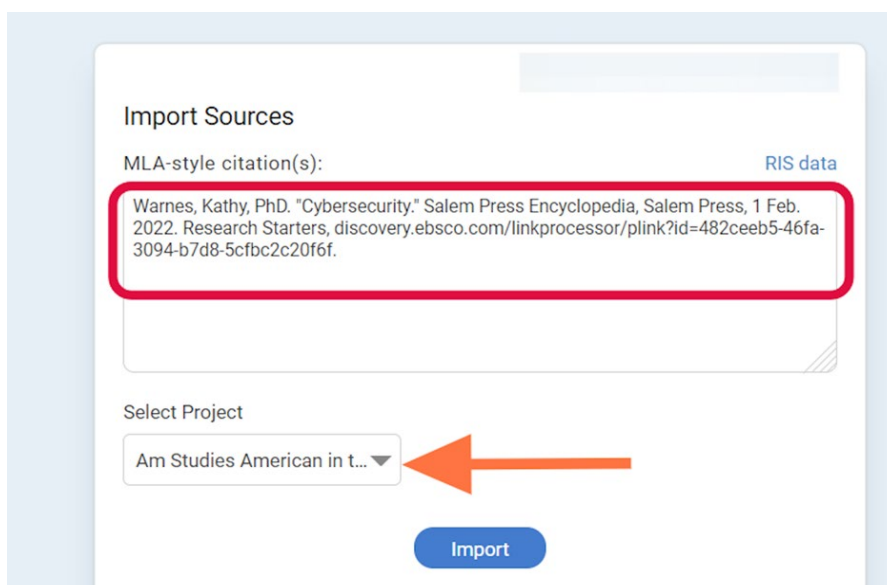 Import Sources
MLA-style citation(s): RIS data
Warnes, Kathy, PhD. "Cybersecurity." Salem Press Encyclopedia, Salem Press, 1 Feb.
2022. Research Starters, discovery.ebsco.com/linkprocessor/plink?id=482ceeb5-46fa-
3094-b7d8-5cfbc2c20f6f.
Select Project
Am Studies American in t...
Import